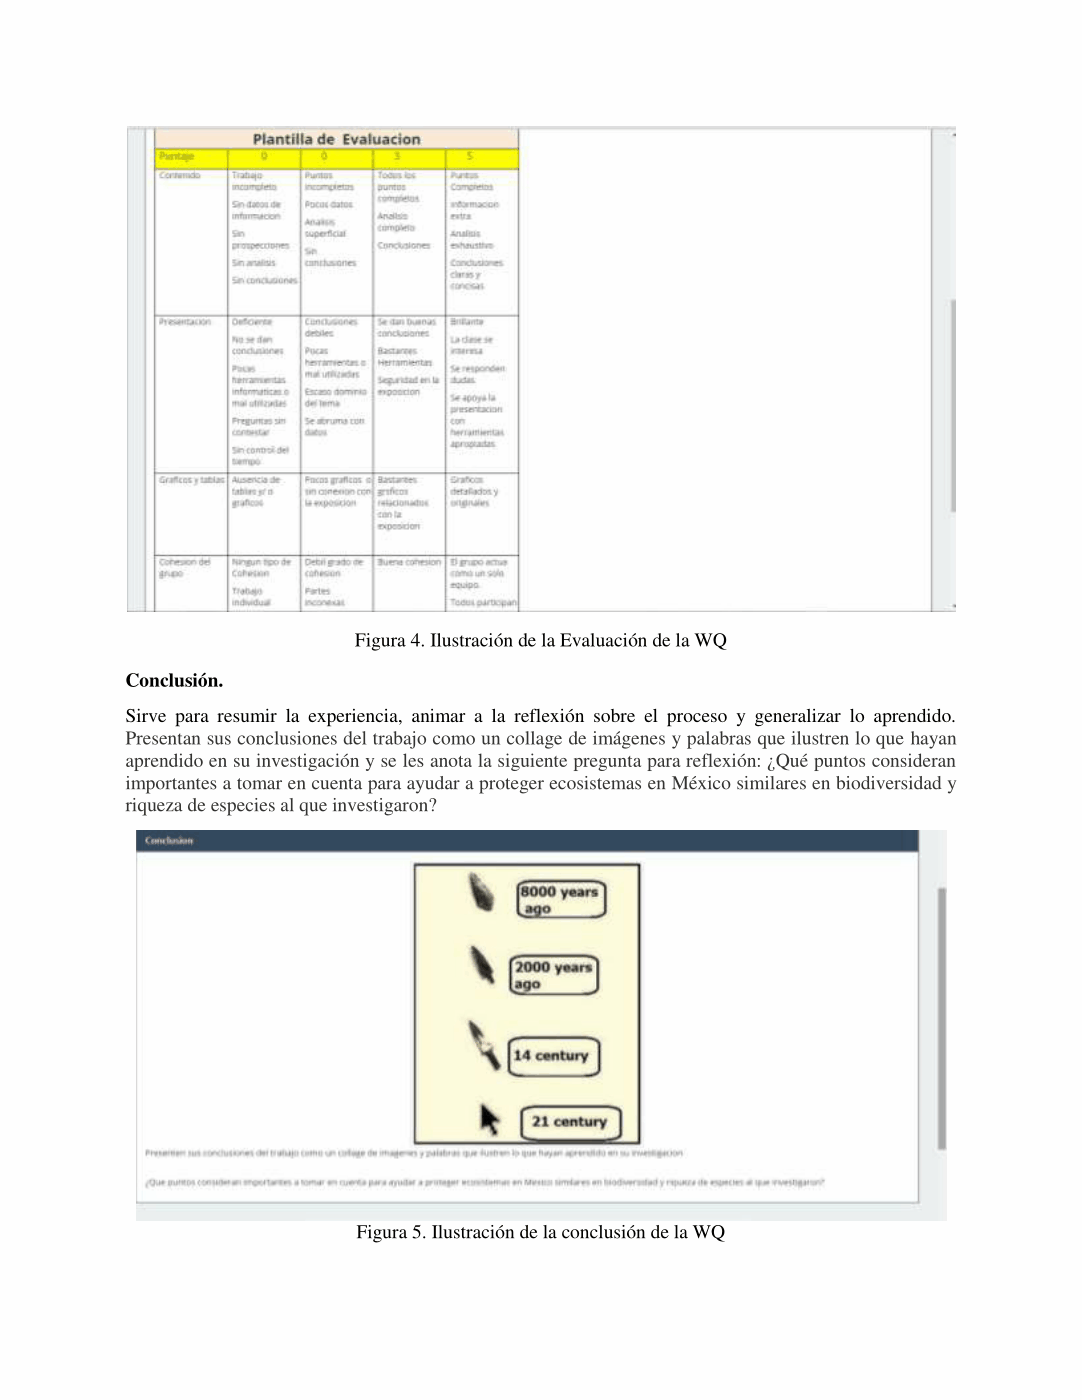 Plantilla de Evaluacion
Puntaje 0 0 3 5
Contenido
Trabajo
incompleto
Sin datos de
informacion
Sin
prospecciones
Sin analisis
Sin conclusiones
Puntos
incompletos
Pocos datos
Analisis
superficial
Sin
conclusiones
Todos los
puntos
completos
Analisis
completo
Conclusiones
Puntos
Completos
Informacion
extra
Analisis
exhaustivo
Conclusiones
claras y
concisas
Presentacion
Deficiente
No se dan
conclusiones
Pocas
herramientas
informaticas o
mal utilizadas
Preguntas sin
contestar
Sin control del
tiempo
Conclusiones
debiles
Pocas
herramientas o
mal utilizadas
Escaso dominio
del tema
Se abruma con
datos
Se dan buenas
conclusiones
Bastantes
Herramientas
Seguridad en la
exposicion
Brillante
La clase se
interesa
Se responden
dudas
Se apoya la
presentacion
con
herramientas
apropiadas
Graficos y tablas
Ausencia de
tablas y/ o
graficos
Pocos graficos o
sin conexion con
la exposicion
Bastantes
graficos
relacionados
con la
exposicion
Graficos
detallados y
originales
Cohesion del
grupo
Ningun tipo de
Cohesion
Trabajo
individual
Debil grado de
cohesion
Partes
inconexas
Buena cohesion
El grupo actua
como un solo
equipo.
Todos participan
Figura 4. Ilustración de la Evaluación de la WQ
Conclusión.
Sirve para resumir la experiencia, animar a la reflexión sobre el proceso y generalizar lo aprendido.
Presentan sus conclusiones del trabajo como un collage de imágenes y palabras que ilustren lo que hayan
aprendido en su investigación y se les anota la siguiente pregunta para reflexión: ¿Qué puntos consideran
importantes a tomar en cuenta para ayudar a proteger ecosistemas en México similares en biodiversidad y
riqueza de especies al que investigaron?
Conclusion
8000 years
ago
2000 years
ago
14 century
21 century
Presenten sus conclusiones del trabajo como un collage de imagenes y palabras que ilustren lo que hayan aprendido en su investigacion
¿Que puntos consideran importantes a tomar en cuenta para ayudar a proteger ecosistemas en Mexico similares en biodiversidad y riqueza de especies al que investigaron?
Figura 5. Ilustración de la conclusión de la WQ